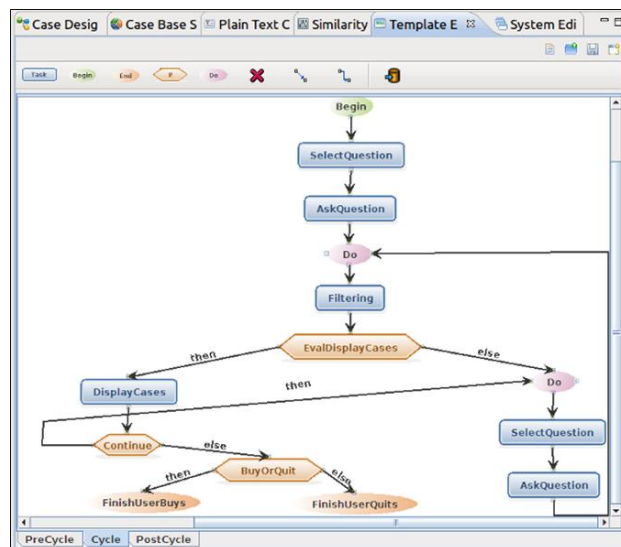 Case Desig Case Base S Plain Text C Similarity Template E System Edi
Task Begin End If Do
Begin
SelectQuestion
AskQuestion
Do
Filtering
EvalDisplayCases
then else
DisplayCases then Do
Continue else SelectQuestion
then BuyOrQuit else AskQuestion
FinishUserBuys FinishUserQuits
PreCycle Cycle PostCycle